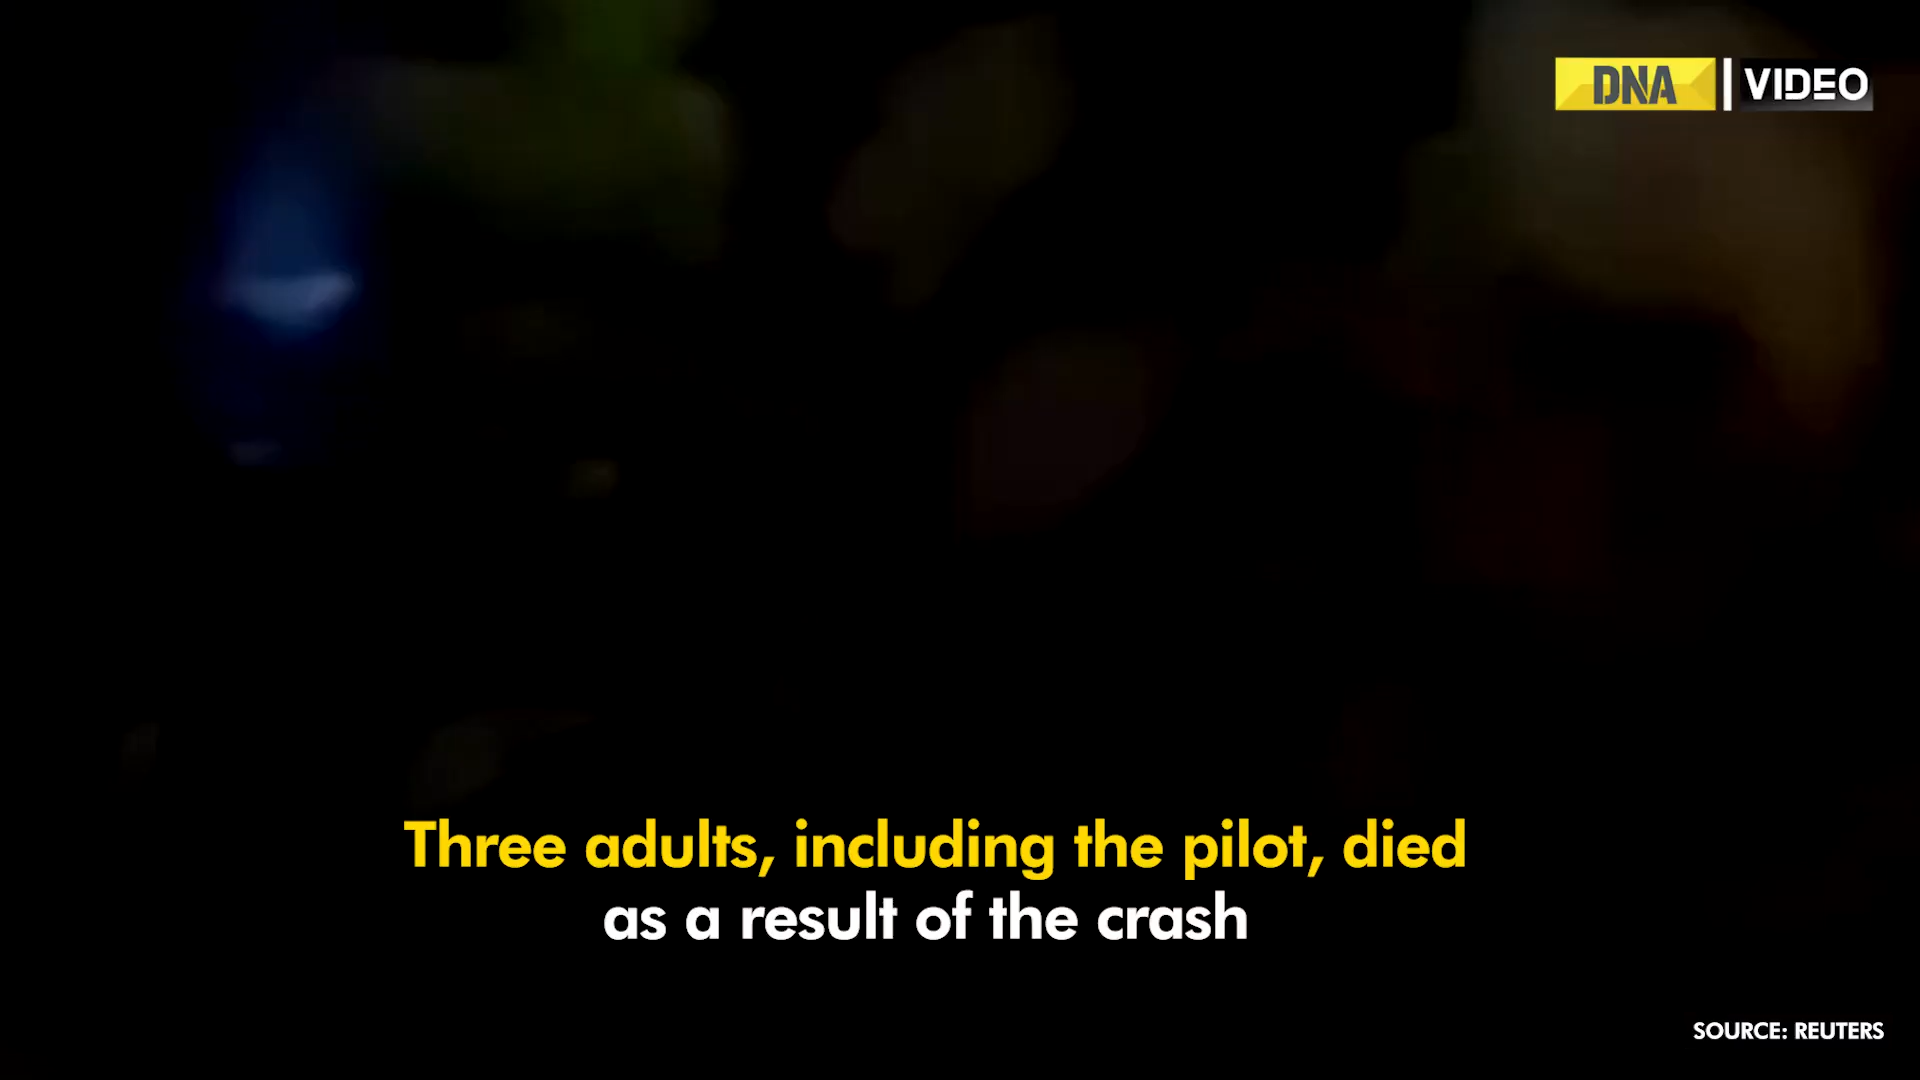 DNA VIDEO
Three adults, including the pilot, died
as a result of the crash
SOURCE: REUTERS